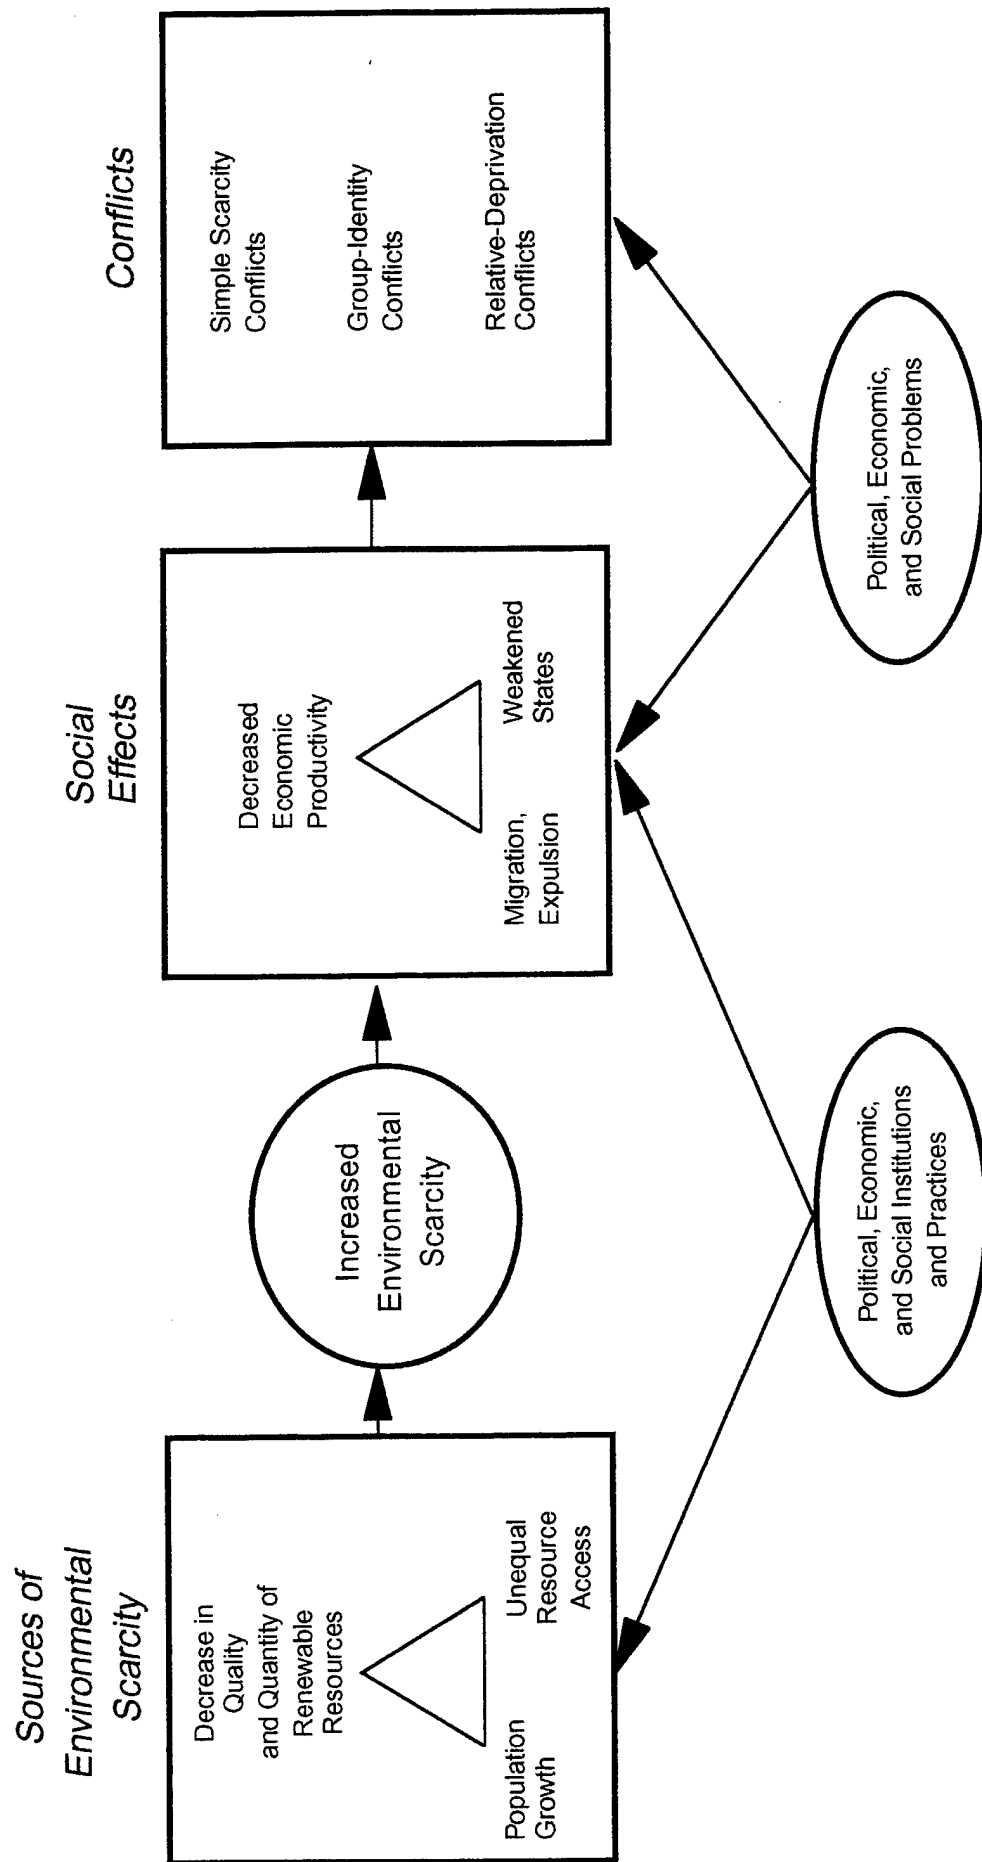 Sources of
Environmental
Scarcity
Decrease in
Quality
and Quantity of
Renewable
Resources
Population
Growth
Unequal
Resource
Access
Increased
Environmental
Scarcity
Social
Effects
Decreased
Economic
Productivity
Migration,
Expulsion
Weakened
States
Conflicts
Simple Scarcity
Conflicts
Group-Identity
Conflicts
Relative-Deprivation
Conflicts
Political, Economic,
and Social Institutions
and Practices
Political, Economic,
and Social Problems